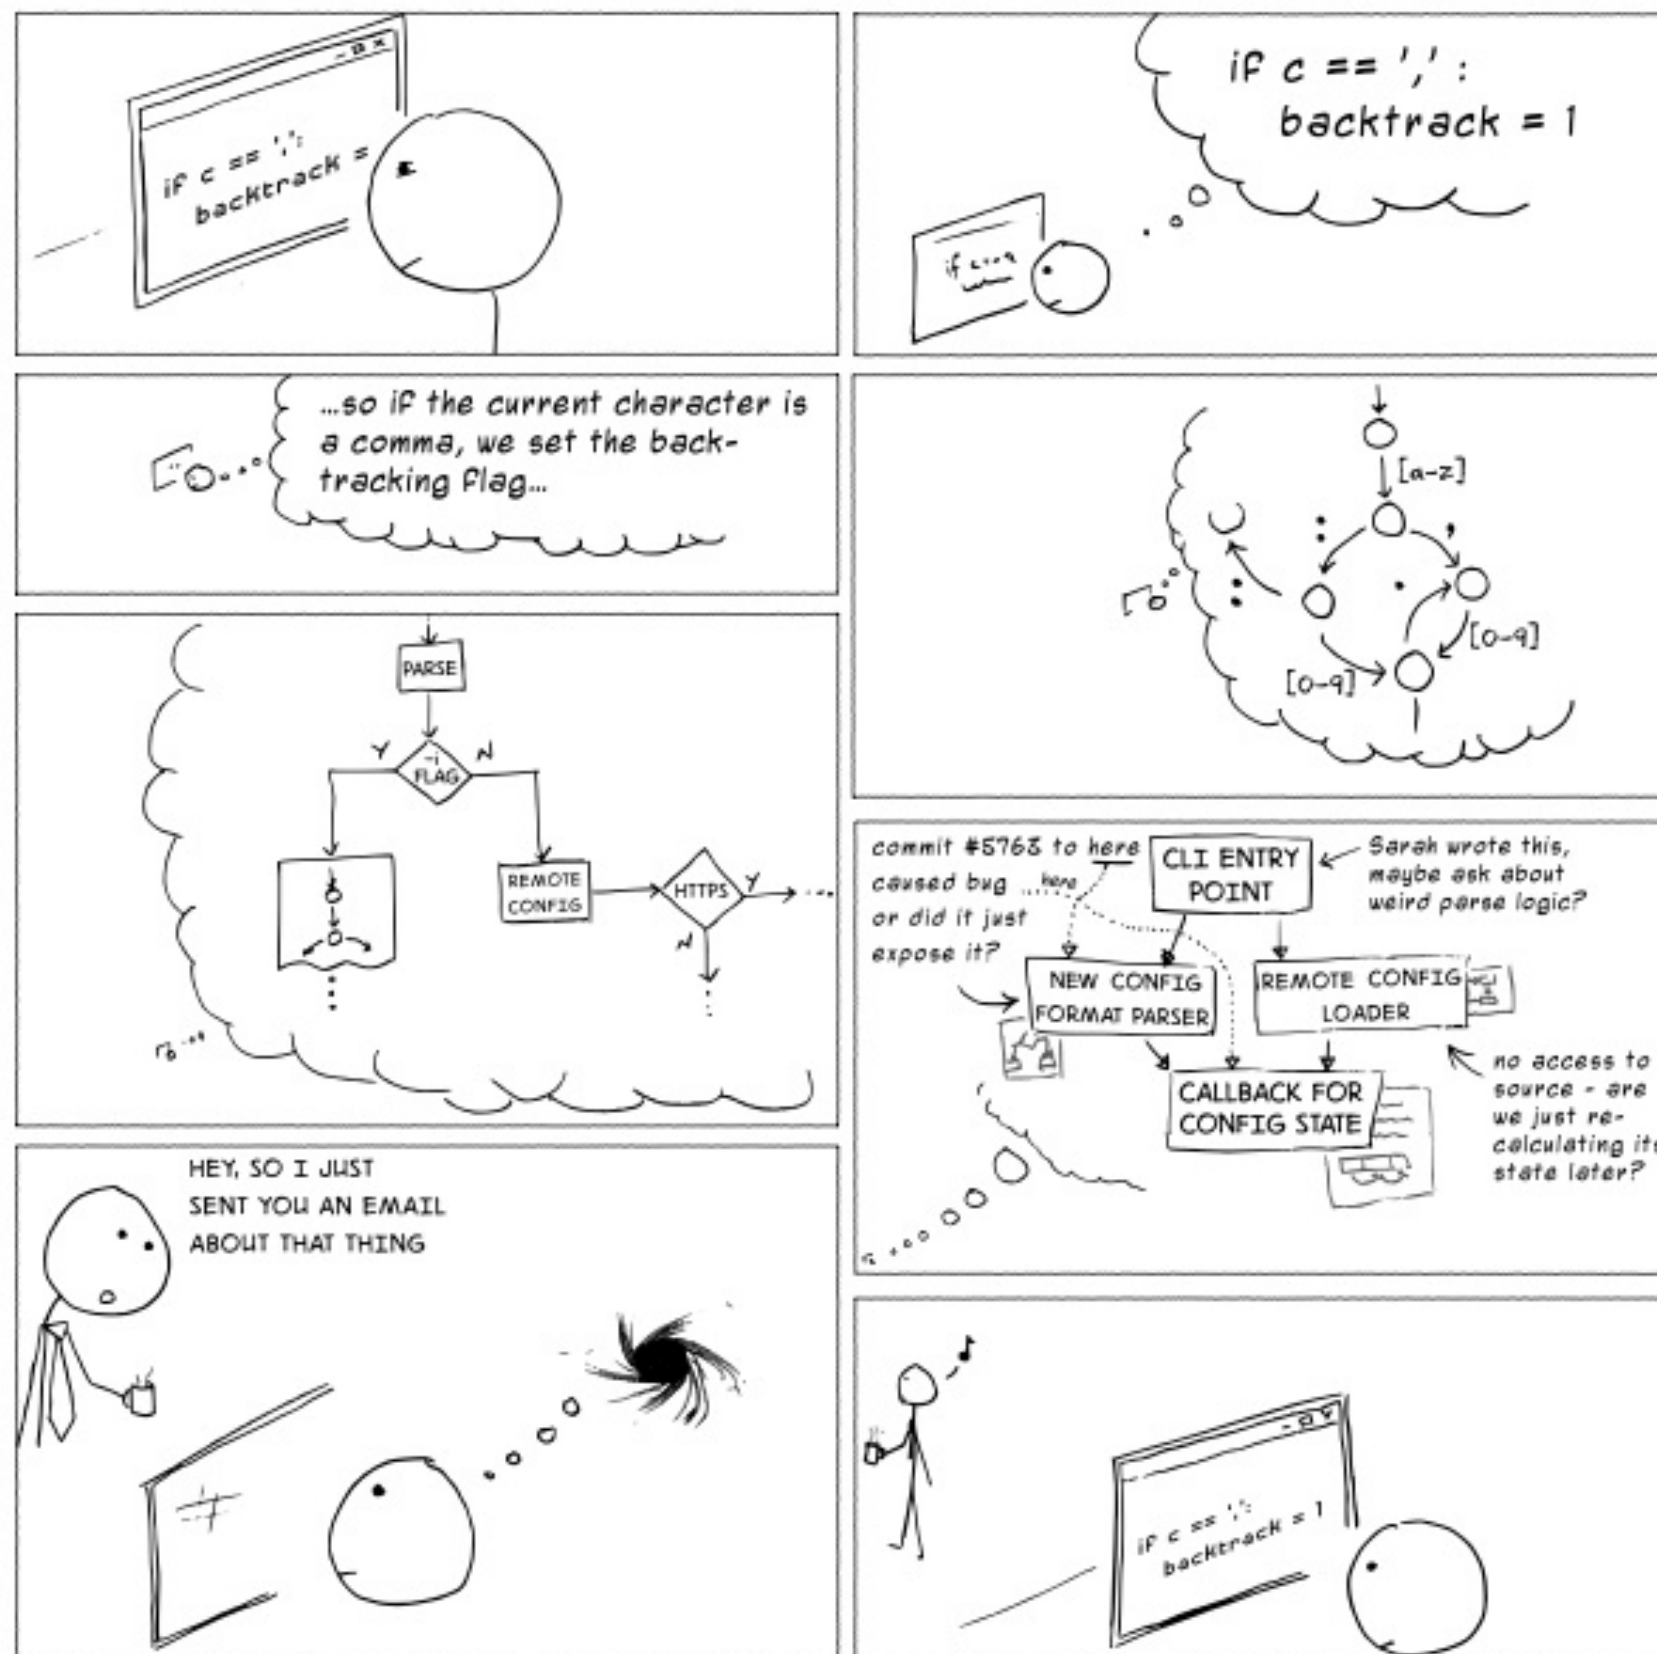 if c == ',':
backtrack =
if c == ',' :
backtrack = 1
...so if the current character is
a comma, we set the back-
tracking flag...
[a-z]
:
,
:
.
[0-9]
[0-9]
PARSE
Y
-i
FLAG
N
REMOTE
CONFIG
HTTPS
Y
N
commit #5763 to here
caused bug ... here
or did it just
expose it?
CLI ENTRY
POINT
Sarah wrote this,
maybe ask about
weird parse logic?
NEW CONFIG
FORMAT PARSER
REMOTE CONFIG
LOADER
CALLBACK FOR
CONFIG STATE
no access to
source - are
we just re-
calculating its
state later?
HEY, SO I JUST
SENT YOU AN EMAIL
ABOUT THAT THING
if c == ',':
backtrack = 1